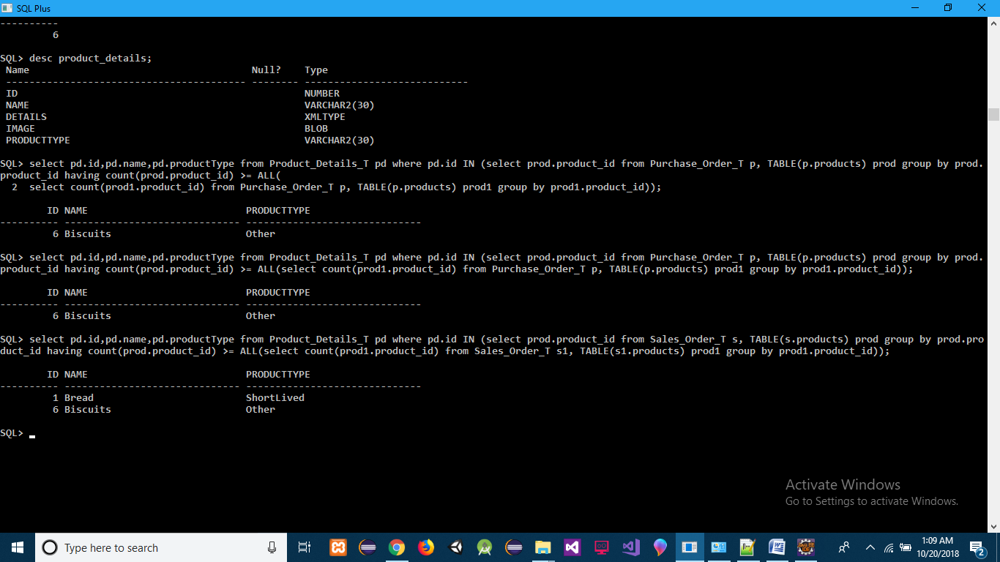 SQL Plus
----------
         6
SQL> desc product_details;
 Name                                      Null?    Type
 ----------------------------------------- -------- ----------------------------
 ID                                                 NUMBER
 NAME                                               VARCHAR2(30)
 DETAILS                                            XMLTYPE
 IMAGE                                              BLOB
 PRODUCTTYPE                                        VARCHAR2(30)
SQL> select pd.id,pd.name,pd.productType from Product_Details_T pd where pd.id IN (select prod.product_id from Purchase_Order_T p, TABLE(p.products) prod group by prod.
product_id having count(prod.product_id) >= ALL(
  2  select count(prod1.product_id) from Purchase_Order_T p, TABLE(p.products) prod1 group by prod1.product_id));
        ID NAME                           PRODUCTTYPE
---------- ------------------------------ ------------------------------
         6 Biscuits                       Other
SQL> select pd.id,pd.name,pd.productType from Product_Details_T pd where pd.id IN (select prod.product_id from Purchase_Order_T p, TABLE(p.products) prod group by prod.
product_id having count(prod.product_id) >= ALL(select count(prod1.product_id) from Purchase_Order_T p, TABLE(p.products) prod1 group by prod1.product_id));
        ID NAME                           PRODUCTTYPE
---------- ------------------------------ ------------------------------
         6 Biscuits                       Other
SQL> select pd.id,pd.name,pd.productType from Product_Details_T pd where pd.id IN (select prod.product_id from Sales_Order_T s, TABLE(s.products) prod group by prod.pro
duct_id having count(prod.product_id) >= ALL(select count(prod1.product_id) from Sales_Order_T s1, TABLE(s1.products) prod1 group by prod1.product_id));
        ID NAME                           PRODUCTTYPE
---------- ------------------------------ ------------------------------
         1 Bread                          ShortLived
         6 Biscuits                       Other
SQL>
Activate Windows
Go to Settings to activate Windows.
Type here to search
1:09 AM
10/20/2018
2